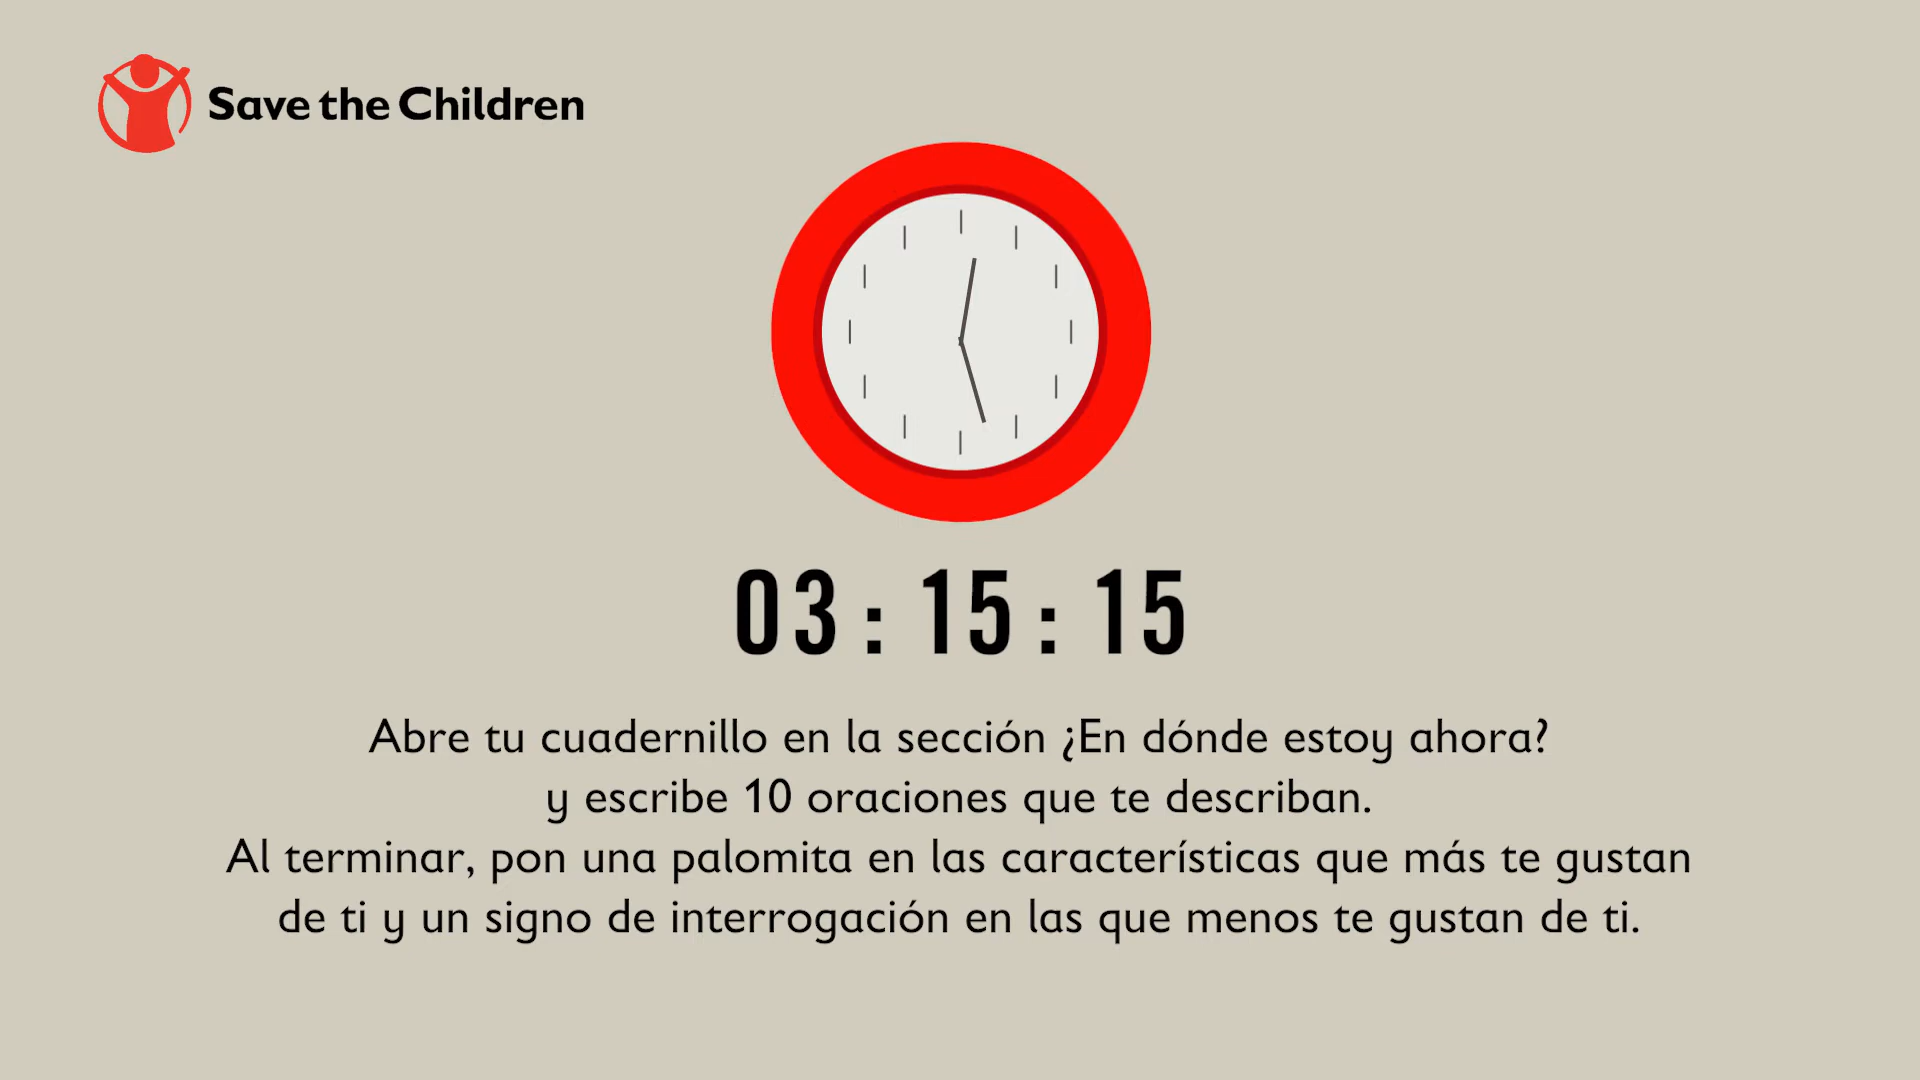 Save the Children
03 : 15 : 15
Abre tu cuadernillo en la sección ¿En dónde estoy ahora?
y escribe 10 oraciones que te describan.
Al terminar, pon una palomita en las características que más te gustan
de ti y un signo de interrogación en las que menos te gustan de ti.